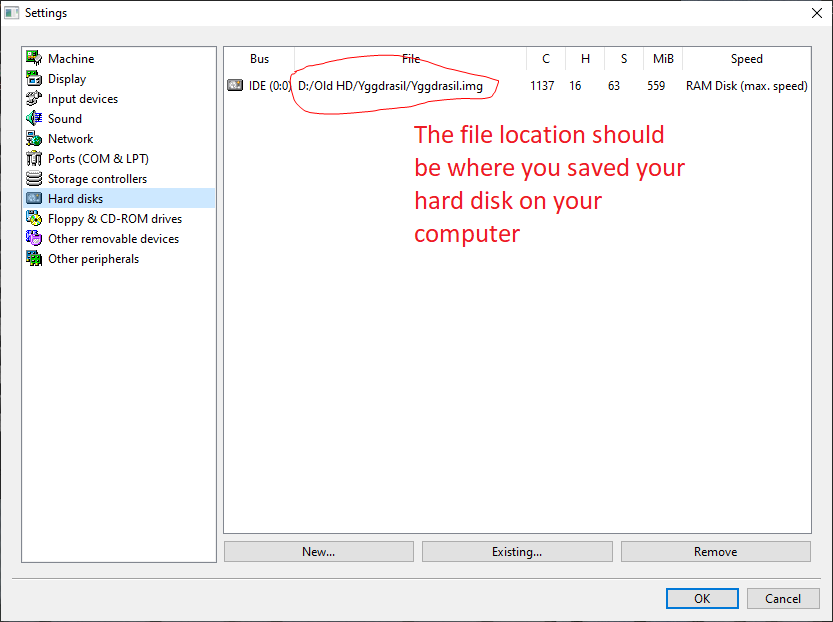 Settings
Machine
Display
Input devices
Sound
Network
Ports (COM & LPT)
Storage controllers
Hard disks
Floppy & CD-ROM drives
Other removable devices
Other peripherals
Bus File C H S MiB Speed
IDE (0:0) D:/Old HD/Yggdrasil/Yggdrasil.img 1137 16 63 559 RAM Disk (max. speed)
The file location should
be where you saved your
hard disk on your
computer
New... Existing... Remove
OK Cancel